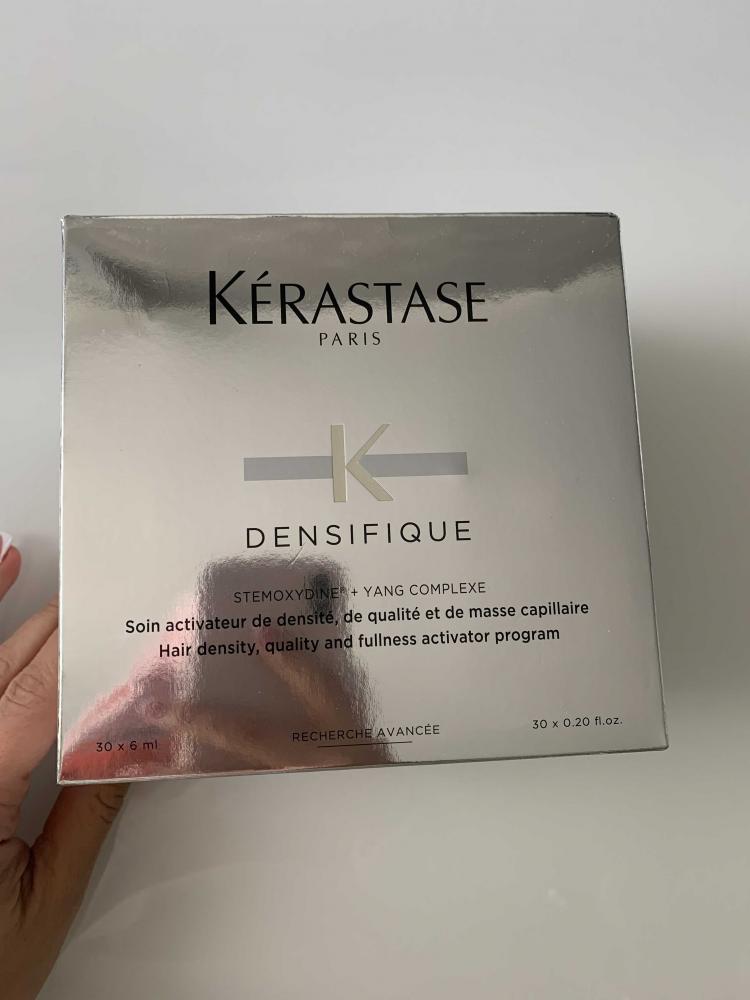 KÉRASTASE
PARIS
K
DENSIFIQUE
STEMOXYDINE® + YANG COMPLEXE
Soin activateur de densité, de qualité et de masse capillaire
Hair density, quality and fullness activator program
30 x 6 ml
RECHERCHE AVANCÉE
30 x 0.20 fl.oz.